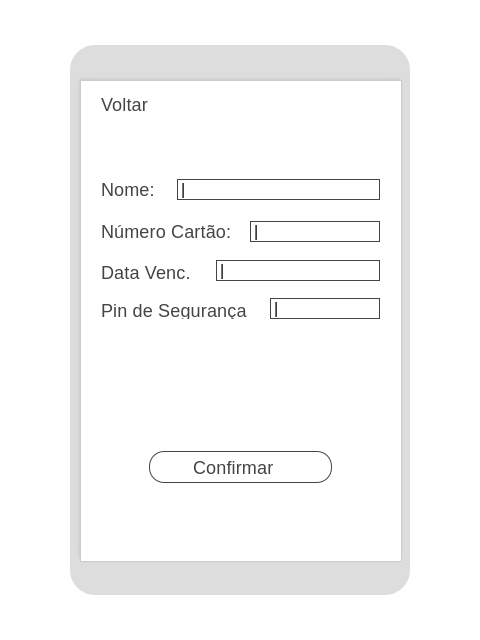 Voltar
Nome:
Número Cartão:
Data Venc.
Pin de Segurança
Confirmar